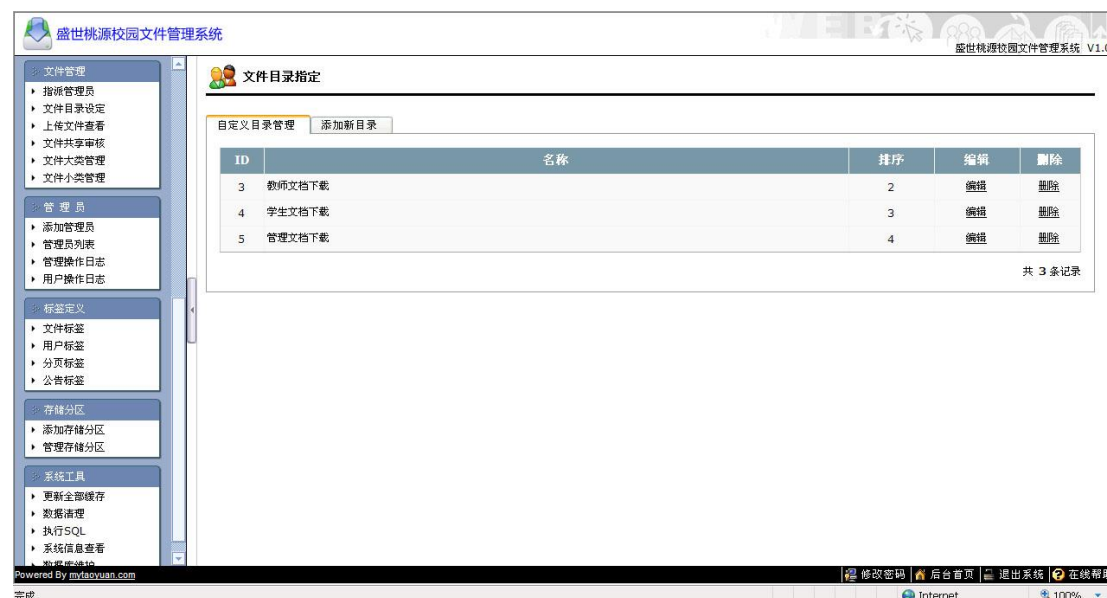 盛世桃源校园文件管理系统
盛世桃源校园文件管理系统 V1.0
文件管理
指派管理员
文件目录设定
上传文件查看
文件共享审核
文件大类管理
文件小类管理
管 理 员
添加管理员
管理员列表
管理操作日志
用户操作日志
标签定义
文件标签
用户标签
分页标签
公告标签
存储分区
添加存储分区
管理存储分区
系统工具
更新全部缓存
数据清理
执行SQL
系统信息查看
数据库维护
文件目录指定
自定义目录管理 添加新目录
ID 名称 排序 编辑 删除
3 教师文档下载 2 编辑 删除
4 学生文档下载 3 编辑 删除
5 管理文档下载 4 编辑 删除
共 3 条记录
Powered By mytaoyuan.com
修改密码 后台首页 退出系统 在线帮助
完成 Internet 100%